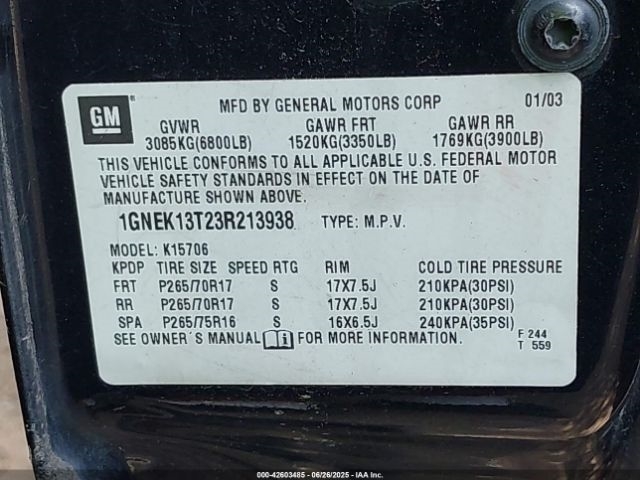 GM
MFD BY GENERAL MOTORS CORP 01/03
GVWR GAWR FRT GAWR RR
3085KG(6800LB) 1520KG(3350LB) 1769KG(3900LB)
THIS VEHICLE CONFORMS TO ALL APPLICABLE U.S. FEDERAL MOTOR
VEHICLE SAFETY STANDARDS IN EFFECT ON THE DATE OF
MANUFACTURE SHOWN ABOVE.
1GNEK13T23R213938 TYPE: M.P.V.
MODEL: K15706
KPDP TIRE SIZE SPEED RTG RIM COLD TIRE PRESSURE
FRT P265/70R17 S 17X7.5J 210KPA(30PSI)
RR P265/70R17 S 17X7.5J 210KPA(30PSI)
SPA P265/75R16 S 16X6.5J 240KPA(35PSI)
SEE OWNER'S MANUAL i FOR MORE INFORMATION.
F 244
T 559
000-42603485 - 06/26/2025 - IAAI.COM